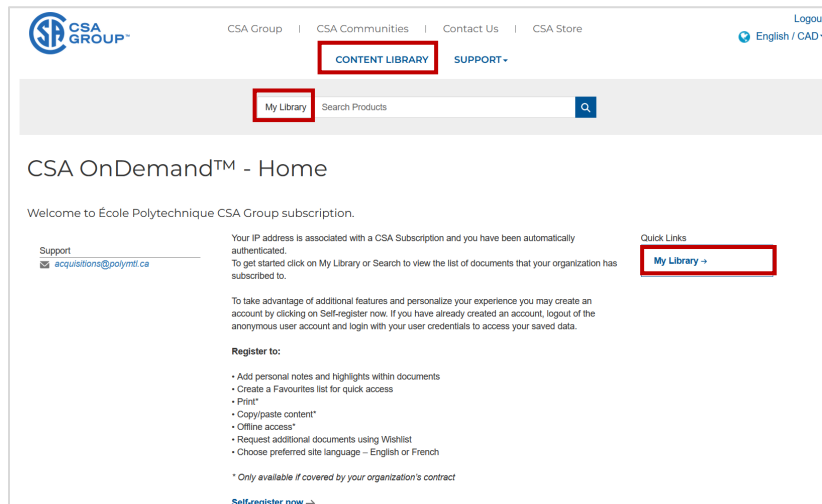 CSA
GROUP™
CSA Group | CSA Communities | Contact Us | CSA Store
Logou
English / CAD
CONTENT LIBRARY SUPPORT
My Library Search Products
CSA OnDemand™ - Home
Welcome to École Polytechnique CSA Group subscription.
Support
acquisitions@polymtl.ca
Your IP address is associated with a CSA Subscription and you have been automatically
authenticated.
To get started click on My Library or Search to view the list of documents that your organization has
subscribed to.
To take advantage of additional features and personalize your experience you may create an
account by clicking on Self-register now. If you have already created an account, logout of the
anonymous user account and login with your user credentials to access your saved data.
Register to:
• Add personal notes and highlights within documents
• Create a Favourites list for quick access
• Print*
• Copy/paste content*
• Offline access*
• Request additional documents using Wishlist
• Choose preferred site language – English or French
* Only available if covered by your organization's contract
Self-register now →
Quick Links
My Library →